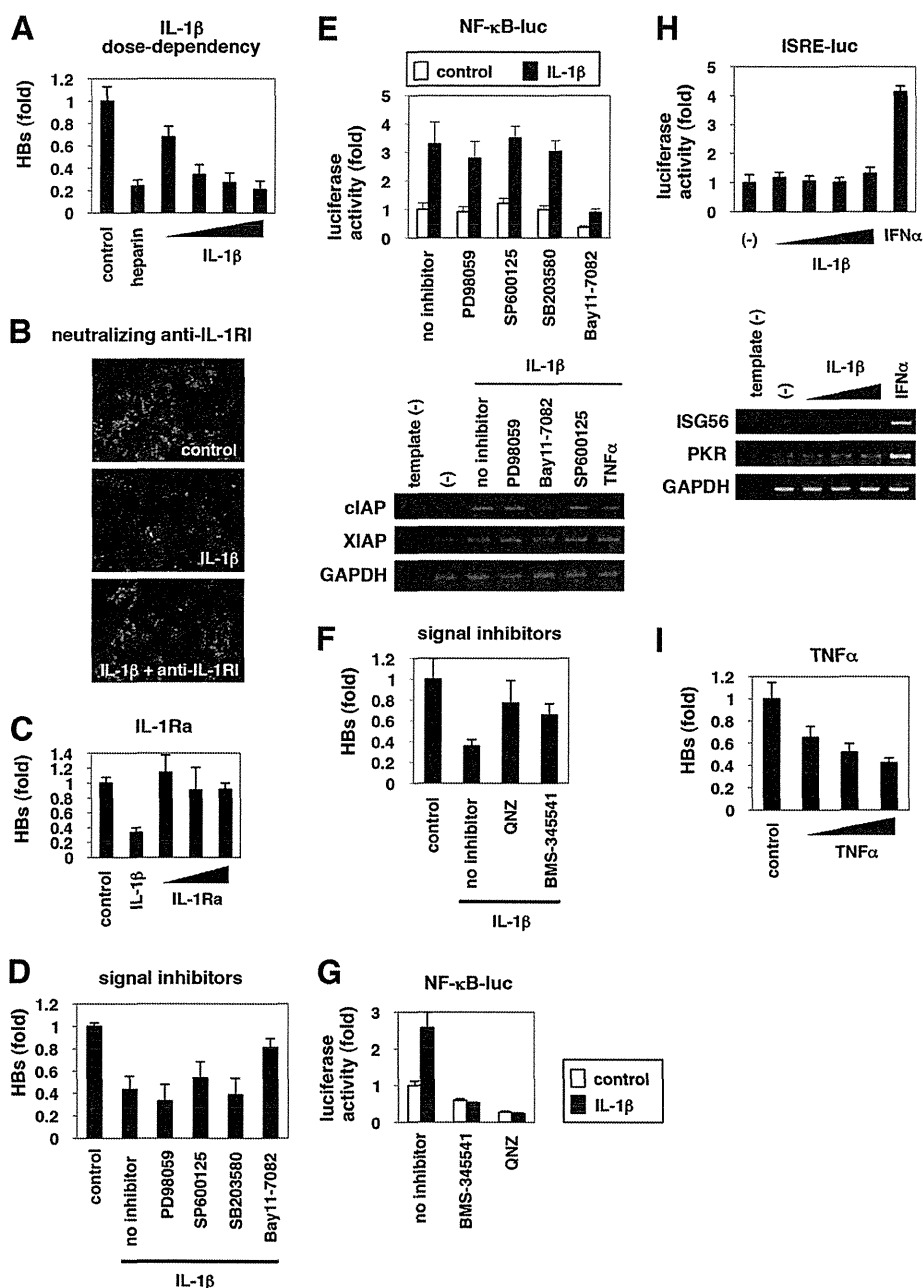 A
IL-1β
dose-dependency
HBs (fold)
1.2
1
0.8
0.6
0.4
0.2
0
control
heparin
IL-1β
B
neutralizing anti-IL-1RI
control
IL-1β
IL-1β + anti-IL-1RI
C
IL-1Ra
HBs (fold)
1.4
1.2
1.0
0.8
0.6
0.4
0.2
0
control
IL-1β
IL-1Ra
D
signal inhibitors
HBs (fold)
1.2
1
0.8
0.6
0.4
0.2
0
control
no inhibitor
PD98059
SP600125
SB203580
Bay11-7082
IL-1β
E
NF-κB-luc
control
IL-1β
luciferase
activity (fold)
5
4
3
2
1
0
no inhibitor
PD98059
SP600125
SB203580
Bay11-7082
IL-1β
template (-)
(-)
no inhibitor
PD98059
Bay11-7082
SP600125
TNFα
cIAP
XIAP
GAPDH
F
signal inhibitors
HBs (fold)
1.2
1
0.8
0.6
0.4
0.2
0
control
no inhibitor
QNZ
BMS-345541
IL-1β
G
NF-κB-luc
luciferase
activity (fold)
3
2
1
0
no inhibitor
BMS-345541
QNZ
control
IL-1β
H
ISRE-luc
luciferase
activity (fold)
5
4
3
2
1
0
(-)
IFNα
IL-1β
template (-)
(-)
IL-1β
IFNα
ISG56
PKR
GAPDH
I
TNFα
HBs (fold)
1.2
1
0.8
0.6
0.4
0.2
0
control
TNFα